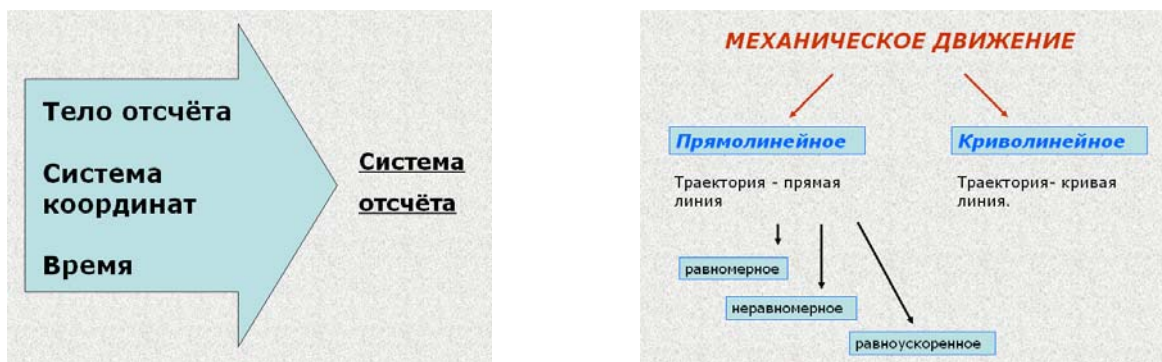 Тело отсчёта
Система
координат
Время
Система
отсчёта
МЕХАНИЧЕСКОЕ ДВИЖЕНИЕ
Прямолинейное
Криволинейное
Траектория - прямая
линия
Траектория- кривая
линия.
равномерное
неравномерное
равноускоренное